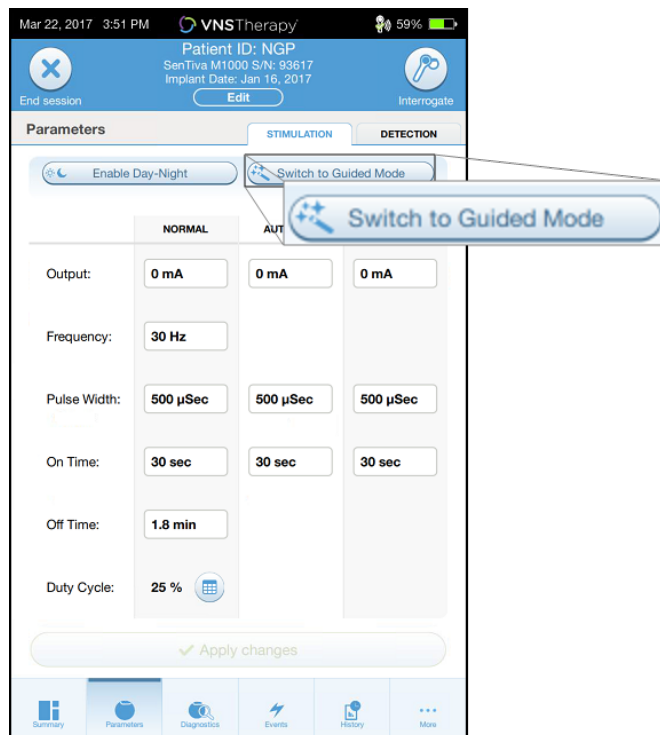 Mar 22, 2017 3:51 PM VNSTherapy 59%
Patient ID: NGP
SenTiva M1000 S/N: 93617
Implant Date: Jan 16, 2017
End session Edit Interrogate
Parameters STIMULATION DETECTION
Enable Day-Night Switch to Guided Mode
Switch to Guided Mode
NORMAL AUT
Output: 0 mA 0 mA 0 mA
Frequency: 30 Hz
Pulse Width: 500 µSec 500 µSec 500 µSec
On Time: 30 sec 30 sec 30 sec
Off Time: 1.8 min
Duty Cycle: 25 %
Apply changes
Summary Parameters Diagnostics Events History More